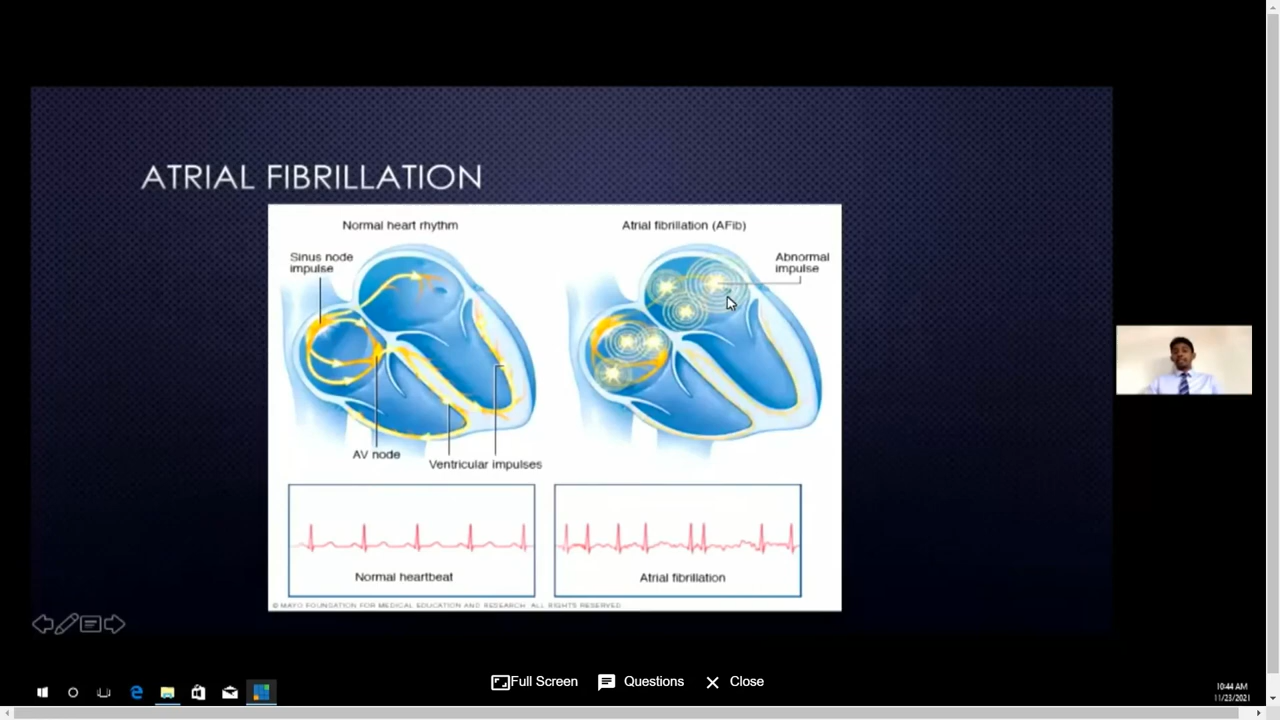 ATRIAL FIBRILLATION
Normal heart rhythm
Atrial fibrillation (AFib)
Sinus node
impulse
Abnormal
impulse
AV node
Ventricular impulses
Normal heartbeat
Atrial fibrillation
© MAYO FOUNDATION FOR MEDICAL EDUCATION AND RESEARCH. ALL RIGHTS RESERVED.
Full Screen
Questions
Close
10:44 AM
11/23/2021